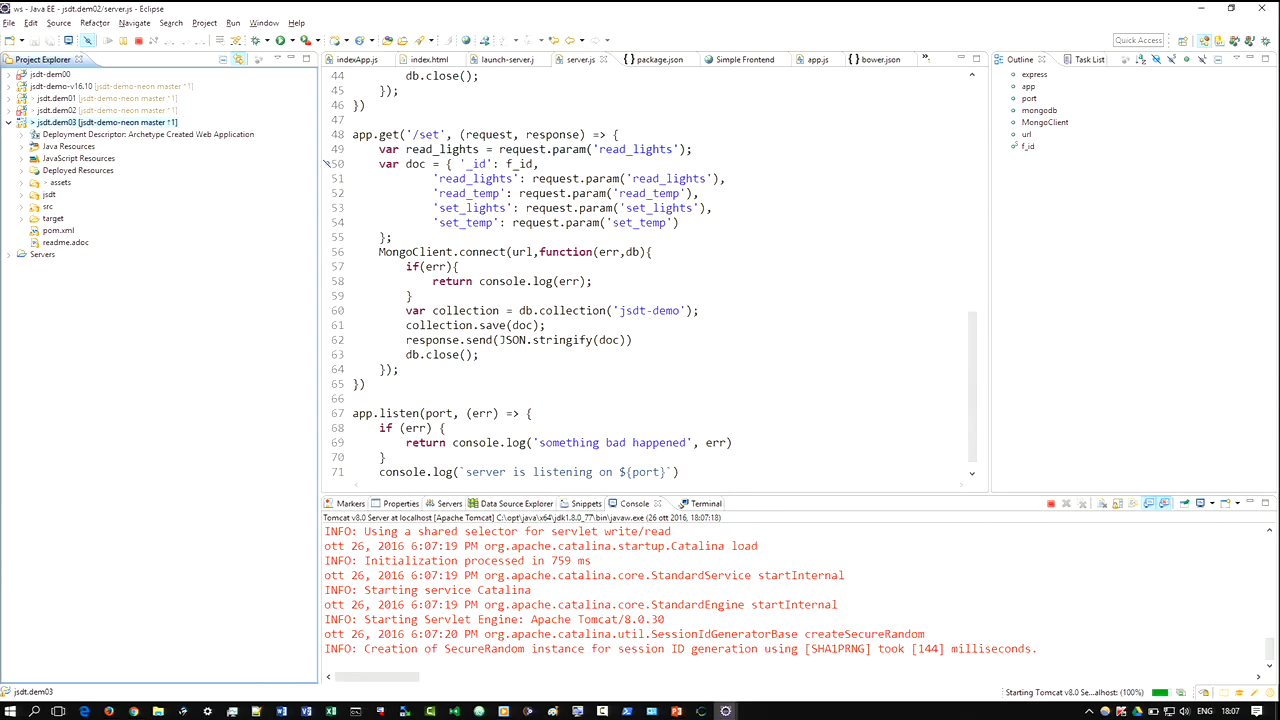 ws - Java EE - jsdt.dem02/server.js - Eclipse
File Edit Source Refactor Navigate Search Project Run Window Help
Quick Access
Project Explorer
jsdt-dem00
jsdt-demo-v16.10 [jsdt-demo-neon master ↑1]
> jsdt.dem01 [jsdt-demo-neon master ↑1]
> jsdt.dem02 [jsdt-demo-neon master ↑1]
> jsdt.dem03 [jsdt-demo-neon master ↑1]
Deployment Descriptor: Archetype Created Web Application
Java Resources
JavaScript Resources
Deployed Resources
> assets
jsdt
src
target
pom.xml
readme.adoc
Servers
indexApp.js index.html launch-server.j server.js package.json Simple Frontend app.js bower.json
44 db.close();
45 });
46 })
47
48 app.get('/set', (request, response) => {
49 var read_lights = request.param('read_lights');
50 var doc = { '_id': f_id,
51 'read_lights': request.param('read_lights'),
52 'read_temp': request.param('read_temp'),
53 'set_lights': request.param('set_lights'),
54 'set_temp': request.param('set_temp')
55 };
56 MongoClient.connect(url,function(err,db){
57 if(err){
58 return console.log(err);
59 }
60 var collection = db.collection('jsdt-demo');
61 collection.save(doc);
62 response.send(JSON.stringify(doc))
63 db.close();
64 });
65 })
66
67 app.listen(port, (err) => {
68 if (err) {
69 return console.log('something bad happened', err)
70 }
71 console.log(`server is listening on ${port}`)
Outline Task List
express
app
port
mongodb
MongoClient
url
f_id
Markers Properties Servers Data Source Explorer Snippets Console Terminal
Tomcat v8.0 Server at localhost [Apache Tomcat] C:\opt\java\x64\jdk1.8.0_77\bin\javaw.exe (26 ott 2016, 18:07:18)
INFO: Using a shared selector for servlet write/read
ott 26, 2016 6:07:19 PM org.apache.catalina.startup.Catalina load
INFO: Initialization processed in 759 ms
ott 26, 2016 6:07:19 PM org.apache.catalina.core.StandardService startInternal
INFO: Starting service Catalina
ott 26, 2016 6:07:19 PM org.apache.catalina.core.StandardEngine startInternal
INFO: Starting Servlet Engine: Apache Tomcat/8.0.30
ott 26, 2016 6:07:20 PM org.apache.catalina.util.SessionIdGeneratorBase createSecureRandom
INFO: Creation of SecureRandom instance for session ID generation using [SHA1PRNG] took [144] milliseconds.
jsdt.dem03
Starting Tomcat v8.0 Se...alhost: (100%)
ENG 18:07